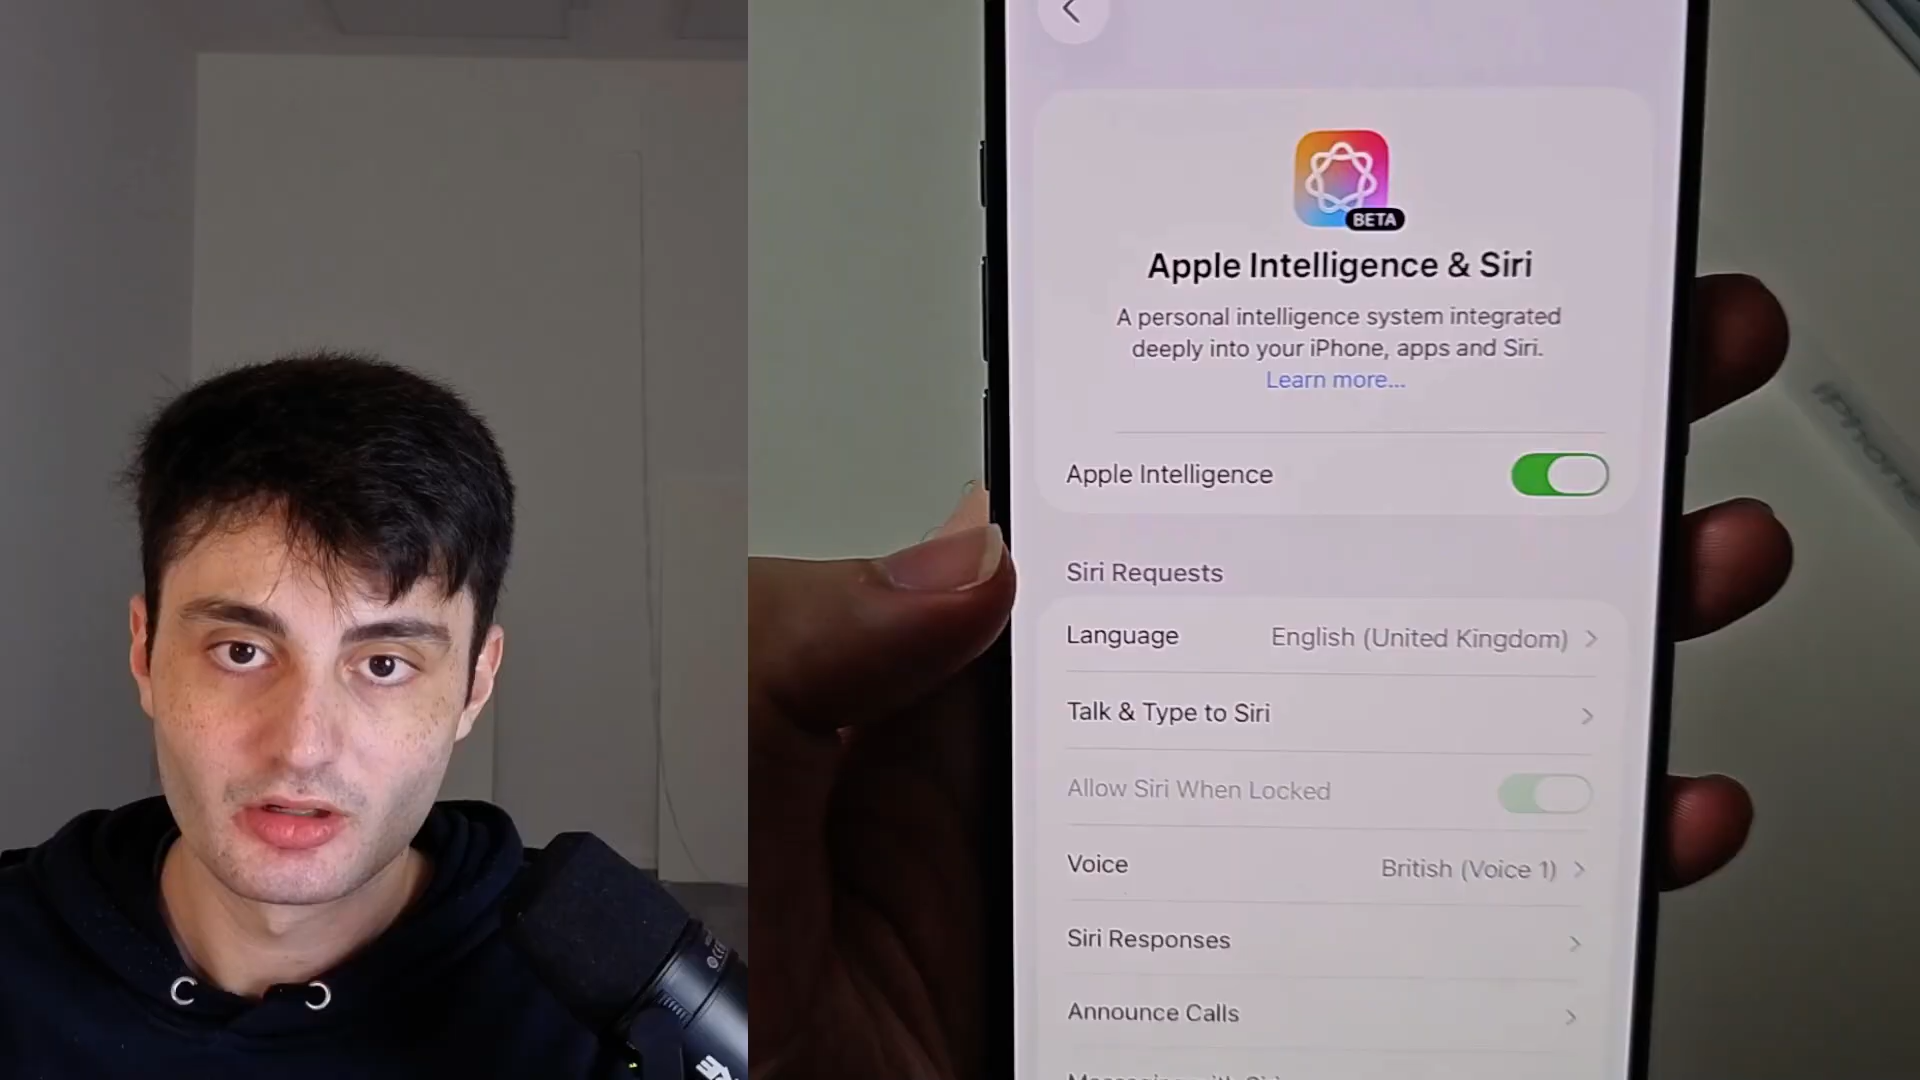 BETA
Apple Intelligence & Siri
A personal intelligence system integrated
deeply into your iPhone, apps and Siri.
Learn more...
Apple Intelligence
Siri Requests
Language English (United Kingdom)
Talk & Type to Siri
Allow Siri When Locked
Voice British (Voice 1)
Siri Responses
Announce Calls
iPhone